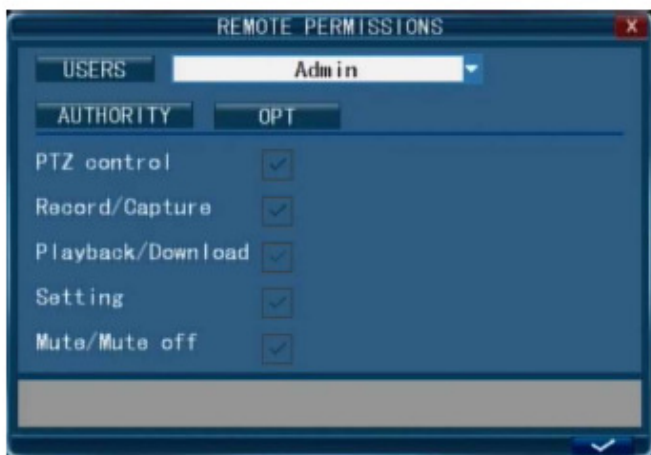 REMOTE PERMISSIONS X
USERS Admin
AUTHORITY OPT
PTZ control
Record/Capture
Playback/Download
Setting
Mute/Mute off